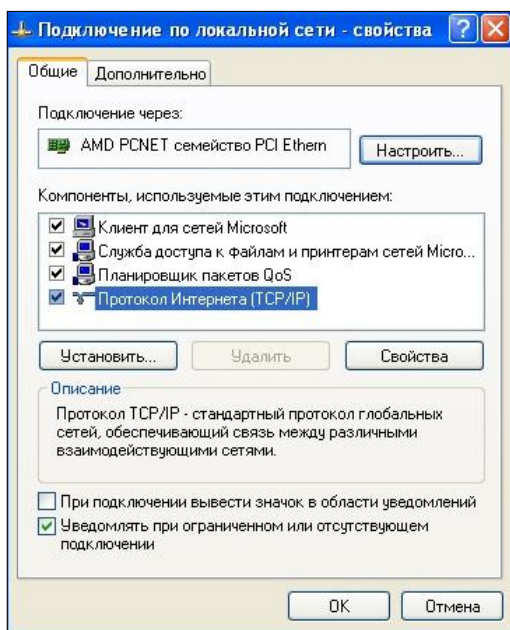 Подключение по локальной сети - свойства
Общие
Дополнительно
Подключение через:
AMD PCNET семейство PCI Ethern
Настроить...
Компоненты, используемые этим подключением:
Клиент для сетей Microsoft
Служба доступа к файлам и принтерам сетей Micro...
Планировщик пакетов QoS
Протокол Интернета (TCP/IP)
Установить...
Удалить
Свойства
Описание
Протокол TCP/IP - стандартный протокол глобальных
сетей, обеспечивающий связь между различными
взаимодействующими сетями.
При подключении вывести значок в области уведомлений
Уведомлять при ограниченном или отсутствующем
подключении
OK
Отмена